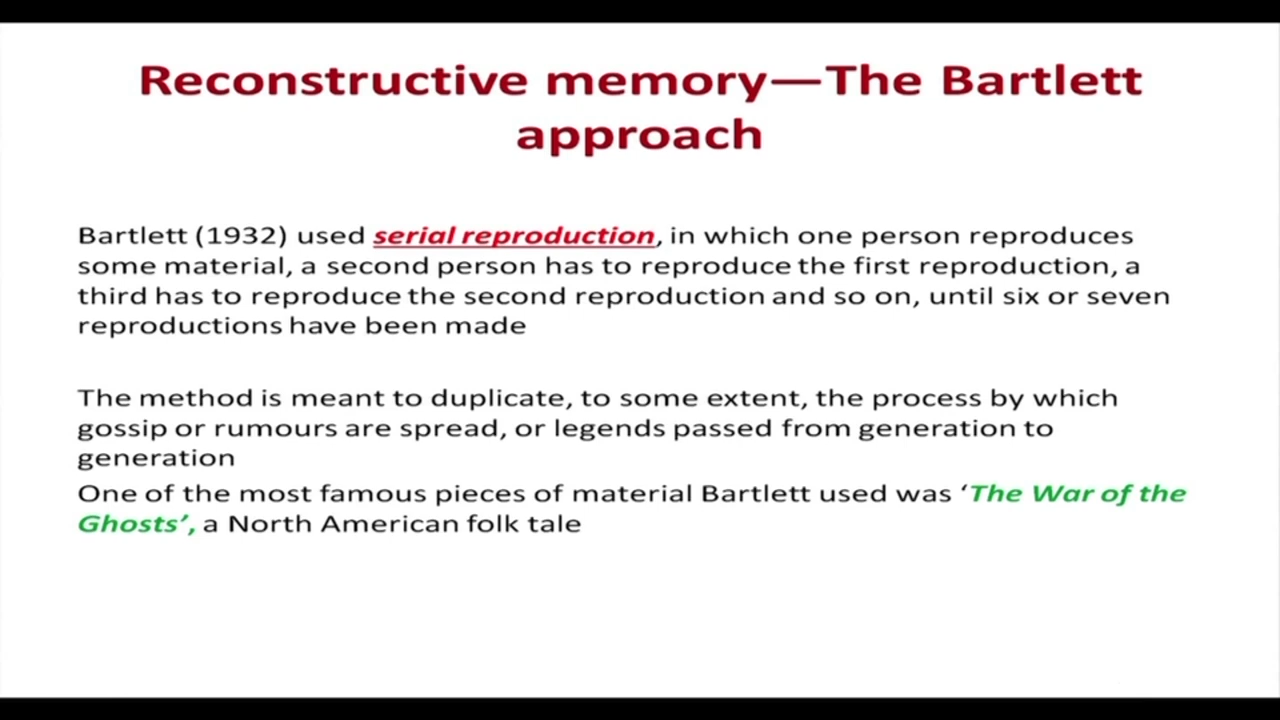 Reconstructive memory—The Bartlett
approach
Bartlett (1932) used serial reproduction, in which one person reproduces
some material, a second person has to reproduce the first reproduction, a
third has to reproduce the second reproduction and so on, until six or seven
reproductions have been made
The method is meant to duplicate, to some extent, the process by which
gossip or rumours are spread, or legends passed from generation to
generation
One of the most famous pieces of material Bartlett used was ‘The War of the
Ghosts’, a North American folk tale